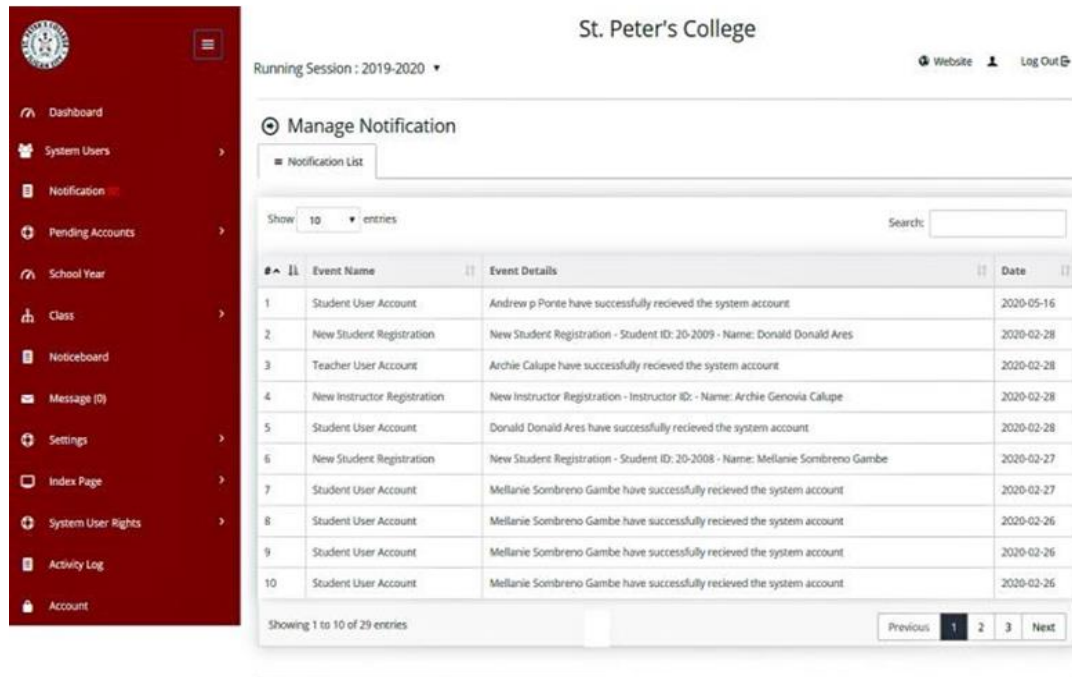 St. Peter's College
Running Session : 2019-2020
Website Log Out
Dashboard
System Users
Notification
Pending Accounts
School Year
Class
Noticeboard
Message (0)
Settings
Index Page
System User Rights
Activity Log
Account
Manage Notification
Notification List
Show 10 entries Search:
# Event Name Event Details Date
1 Student User Account Andrew p Ponte have successfully recieved the system account 2020-05-16
2 New Student Registration New Student Registration - Student ID: 20-2009 - Name: Donald Donald Ares 2020-02-28
3 Teacher User Account Archie Calupe have successfully recieved the system account 2020-02-28
4 New Instructor Registration New Instructor Registration - Instructor ID: - Name: Archie Genovia Calupe 2020-02-28
5 Student User Account Donald Donald Ares have successfully recieved the system account 2020-02-28
6 New Student Registration New Student Registration - Student ID: 20-2008 - Name: Mellanie Sombreno Gambe 2020-02-27
7 Student User Account Mellanie Sombreno Gambe have successfully recieved the system account 2020-02-27
8 Student User Account Mellanie Sombreno Gambe have successfully recieved the system account 2020-02-26
9 Student User Account Mellanie Sombreno Gambe have successfully recieved the system account 2020-02-26
10 Student User Account Mellanie Sombreno Gambe have successfully recieved the system account 2020-02-26
Showing 1 to 10 of 29 entries Previous 1 2 3 Next